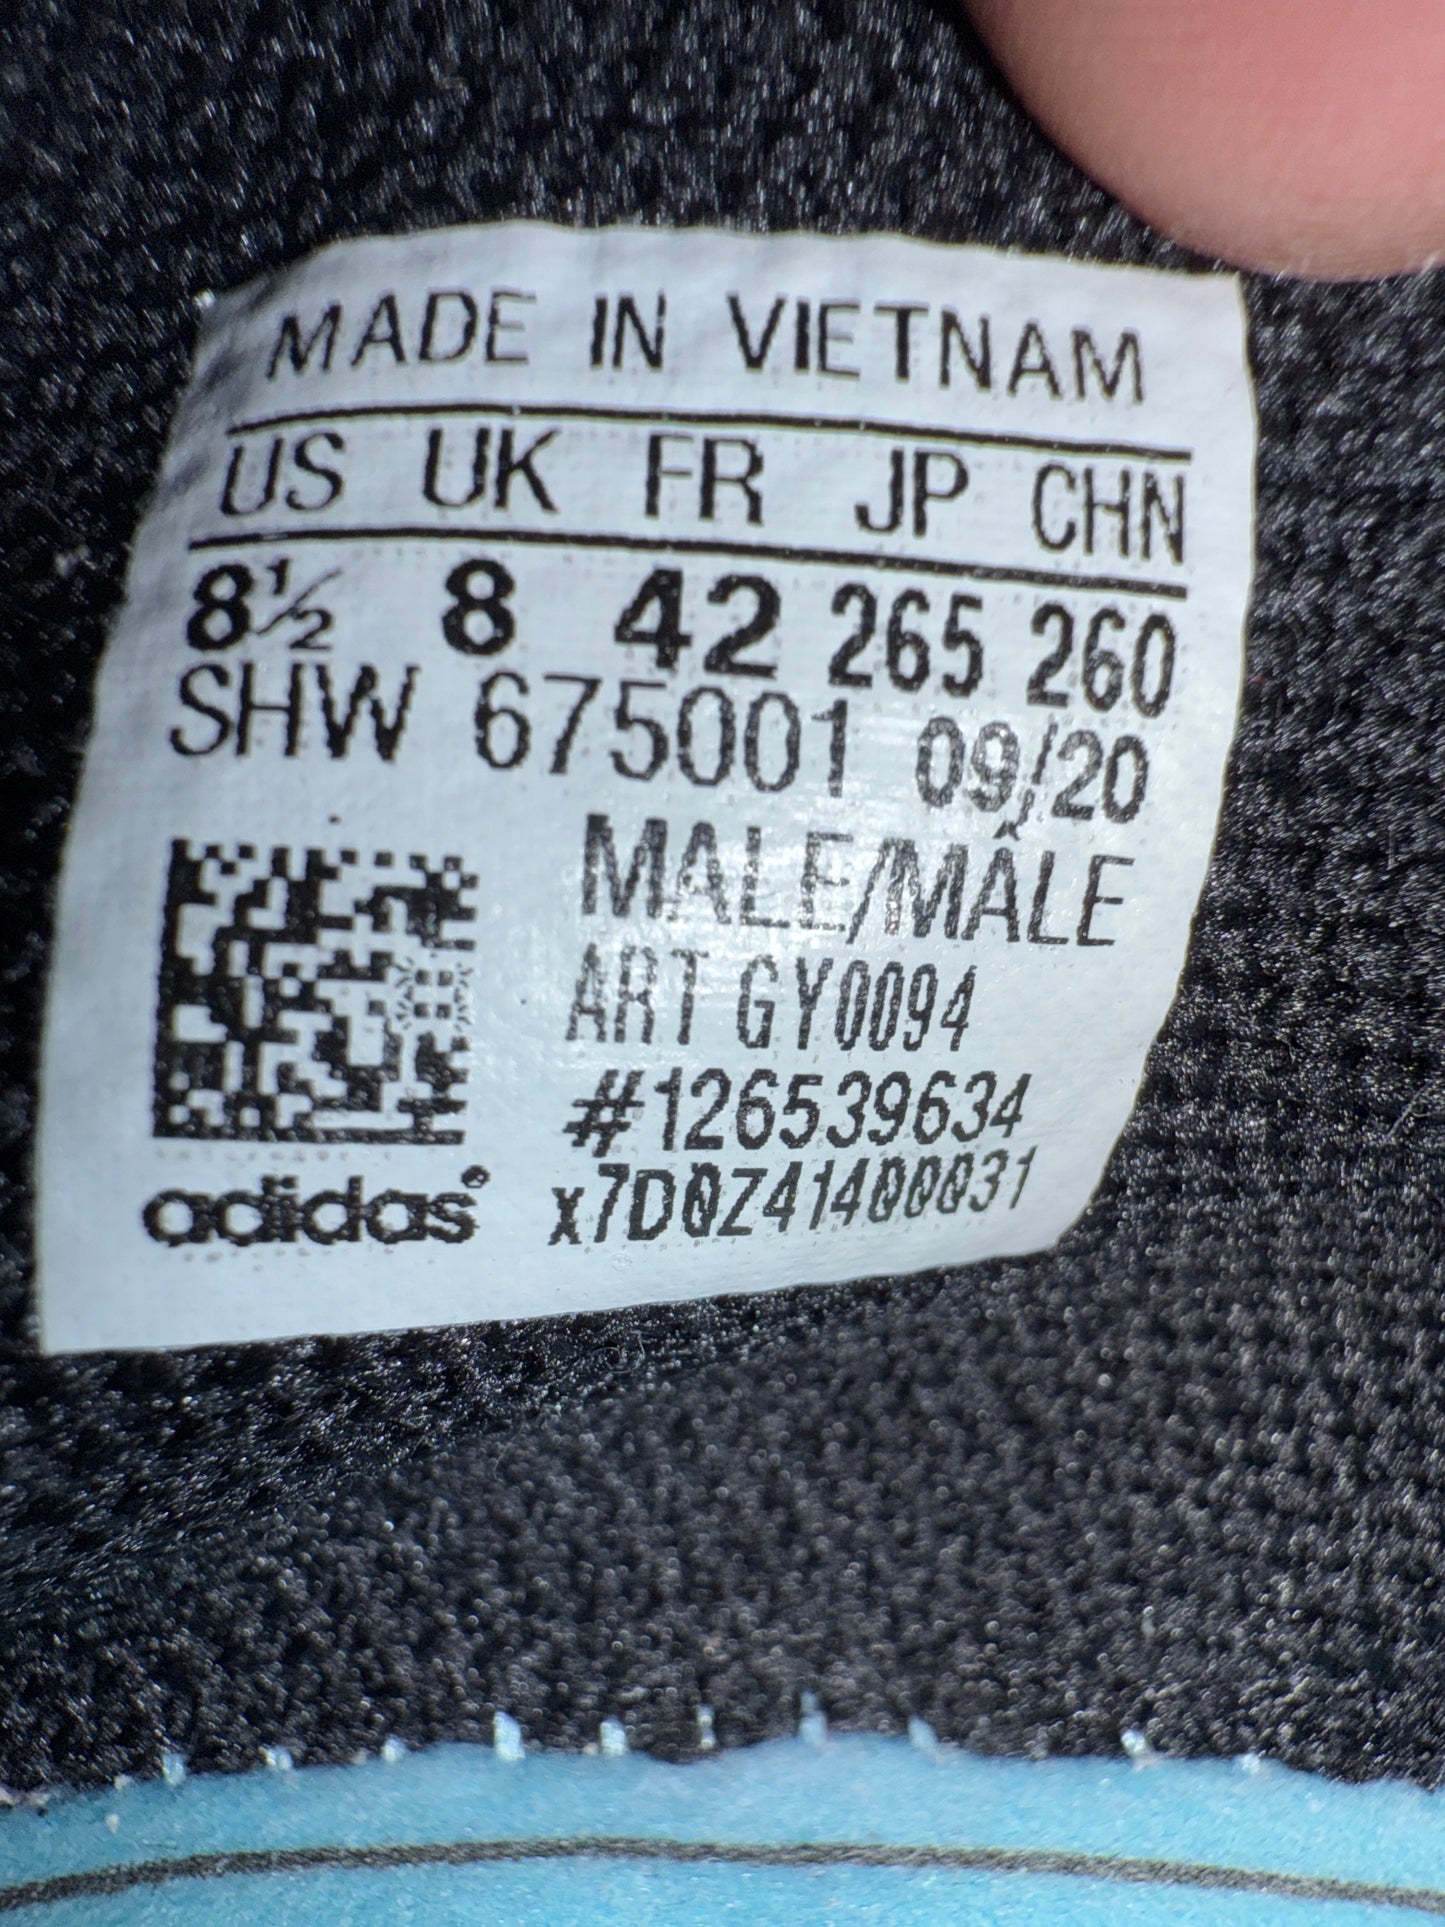 MADE IN VIETNAM
US UK FR JP CHN
8½ 8 42 265 260
SHW 675001 09/20
MALE/MÂLE
ART GY0094
#126539634
adidas® x7D0Z41400031